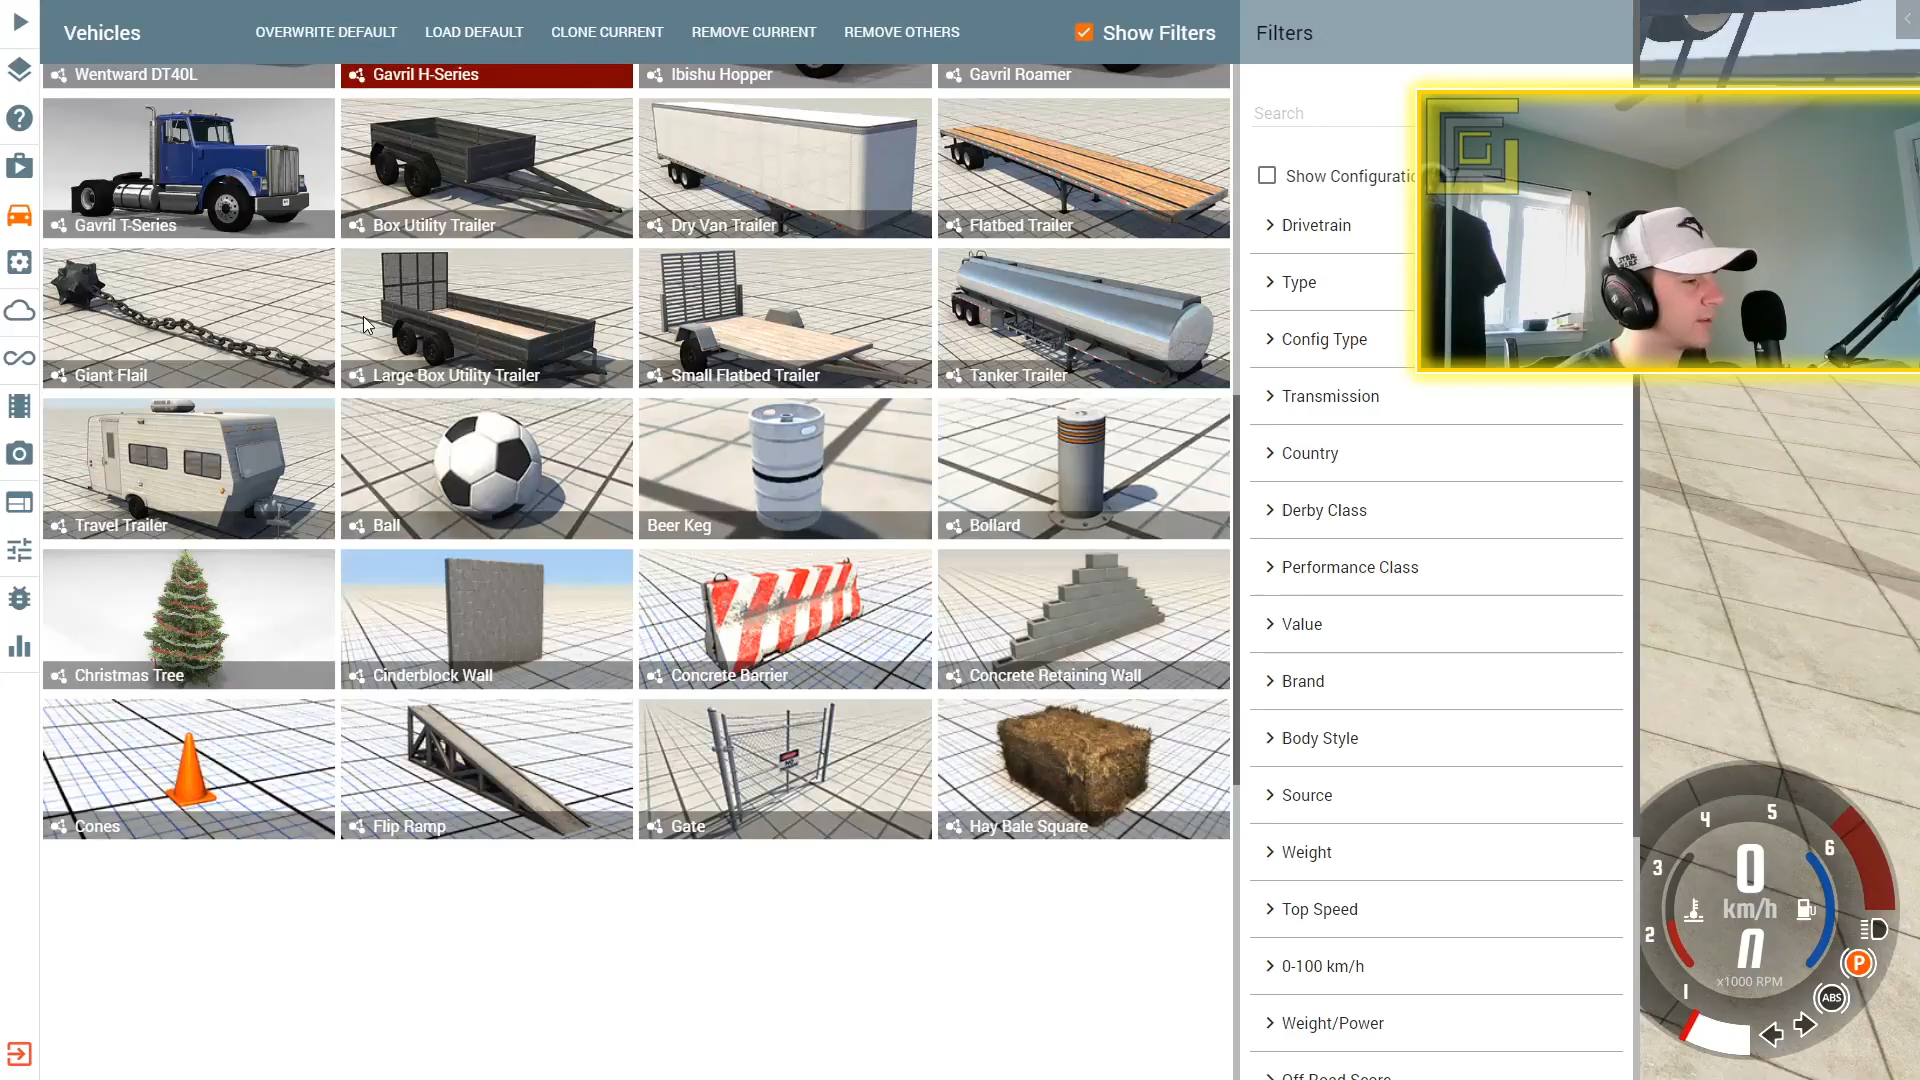 Vehicles
OVERWRITE DEFAULT
LOAD DEFAULT
CLONE CURRENT
REMOVE CURRENT
REMOVE OTHERS
Show Filters
Filters
Wentward DT40L
Gavril H-Series
Ibishu Hopper
Gavril Roamer
Search
Gavril T-Series
Box Utility Trailer
Dry Van Trailer
Flatbed Trailer
Show Configuratio
Drivetrain
Type
Config Type
Transmission
Country
Derby Class
Performance Class
Value
Brand
Body Style
Source
Weight
Top Speed
0-100 km/h
Weight/Power
Off Road Score
Giant Flail
Large Box Utility Trailer
Small Flatbed Trailer
Tanker Trailer
Travel Trailer
Ball
Beer Keg
Bollard
Christmas Tree
Cinderblock Wall
Concrete Barrier
Concrete Retaining Wall
Cones
Flip Ramp
Gate
Hay Bale Square
STAR WARS
1
2
3
4
5
6
0
km/h
n
x1000 RPM
P
ABS